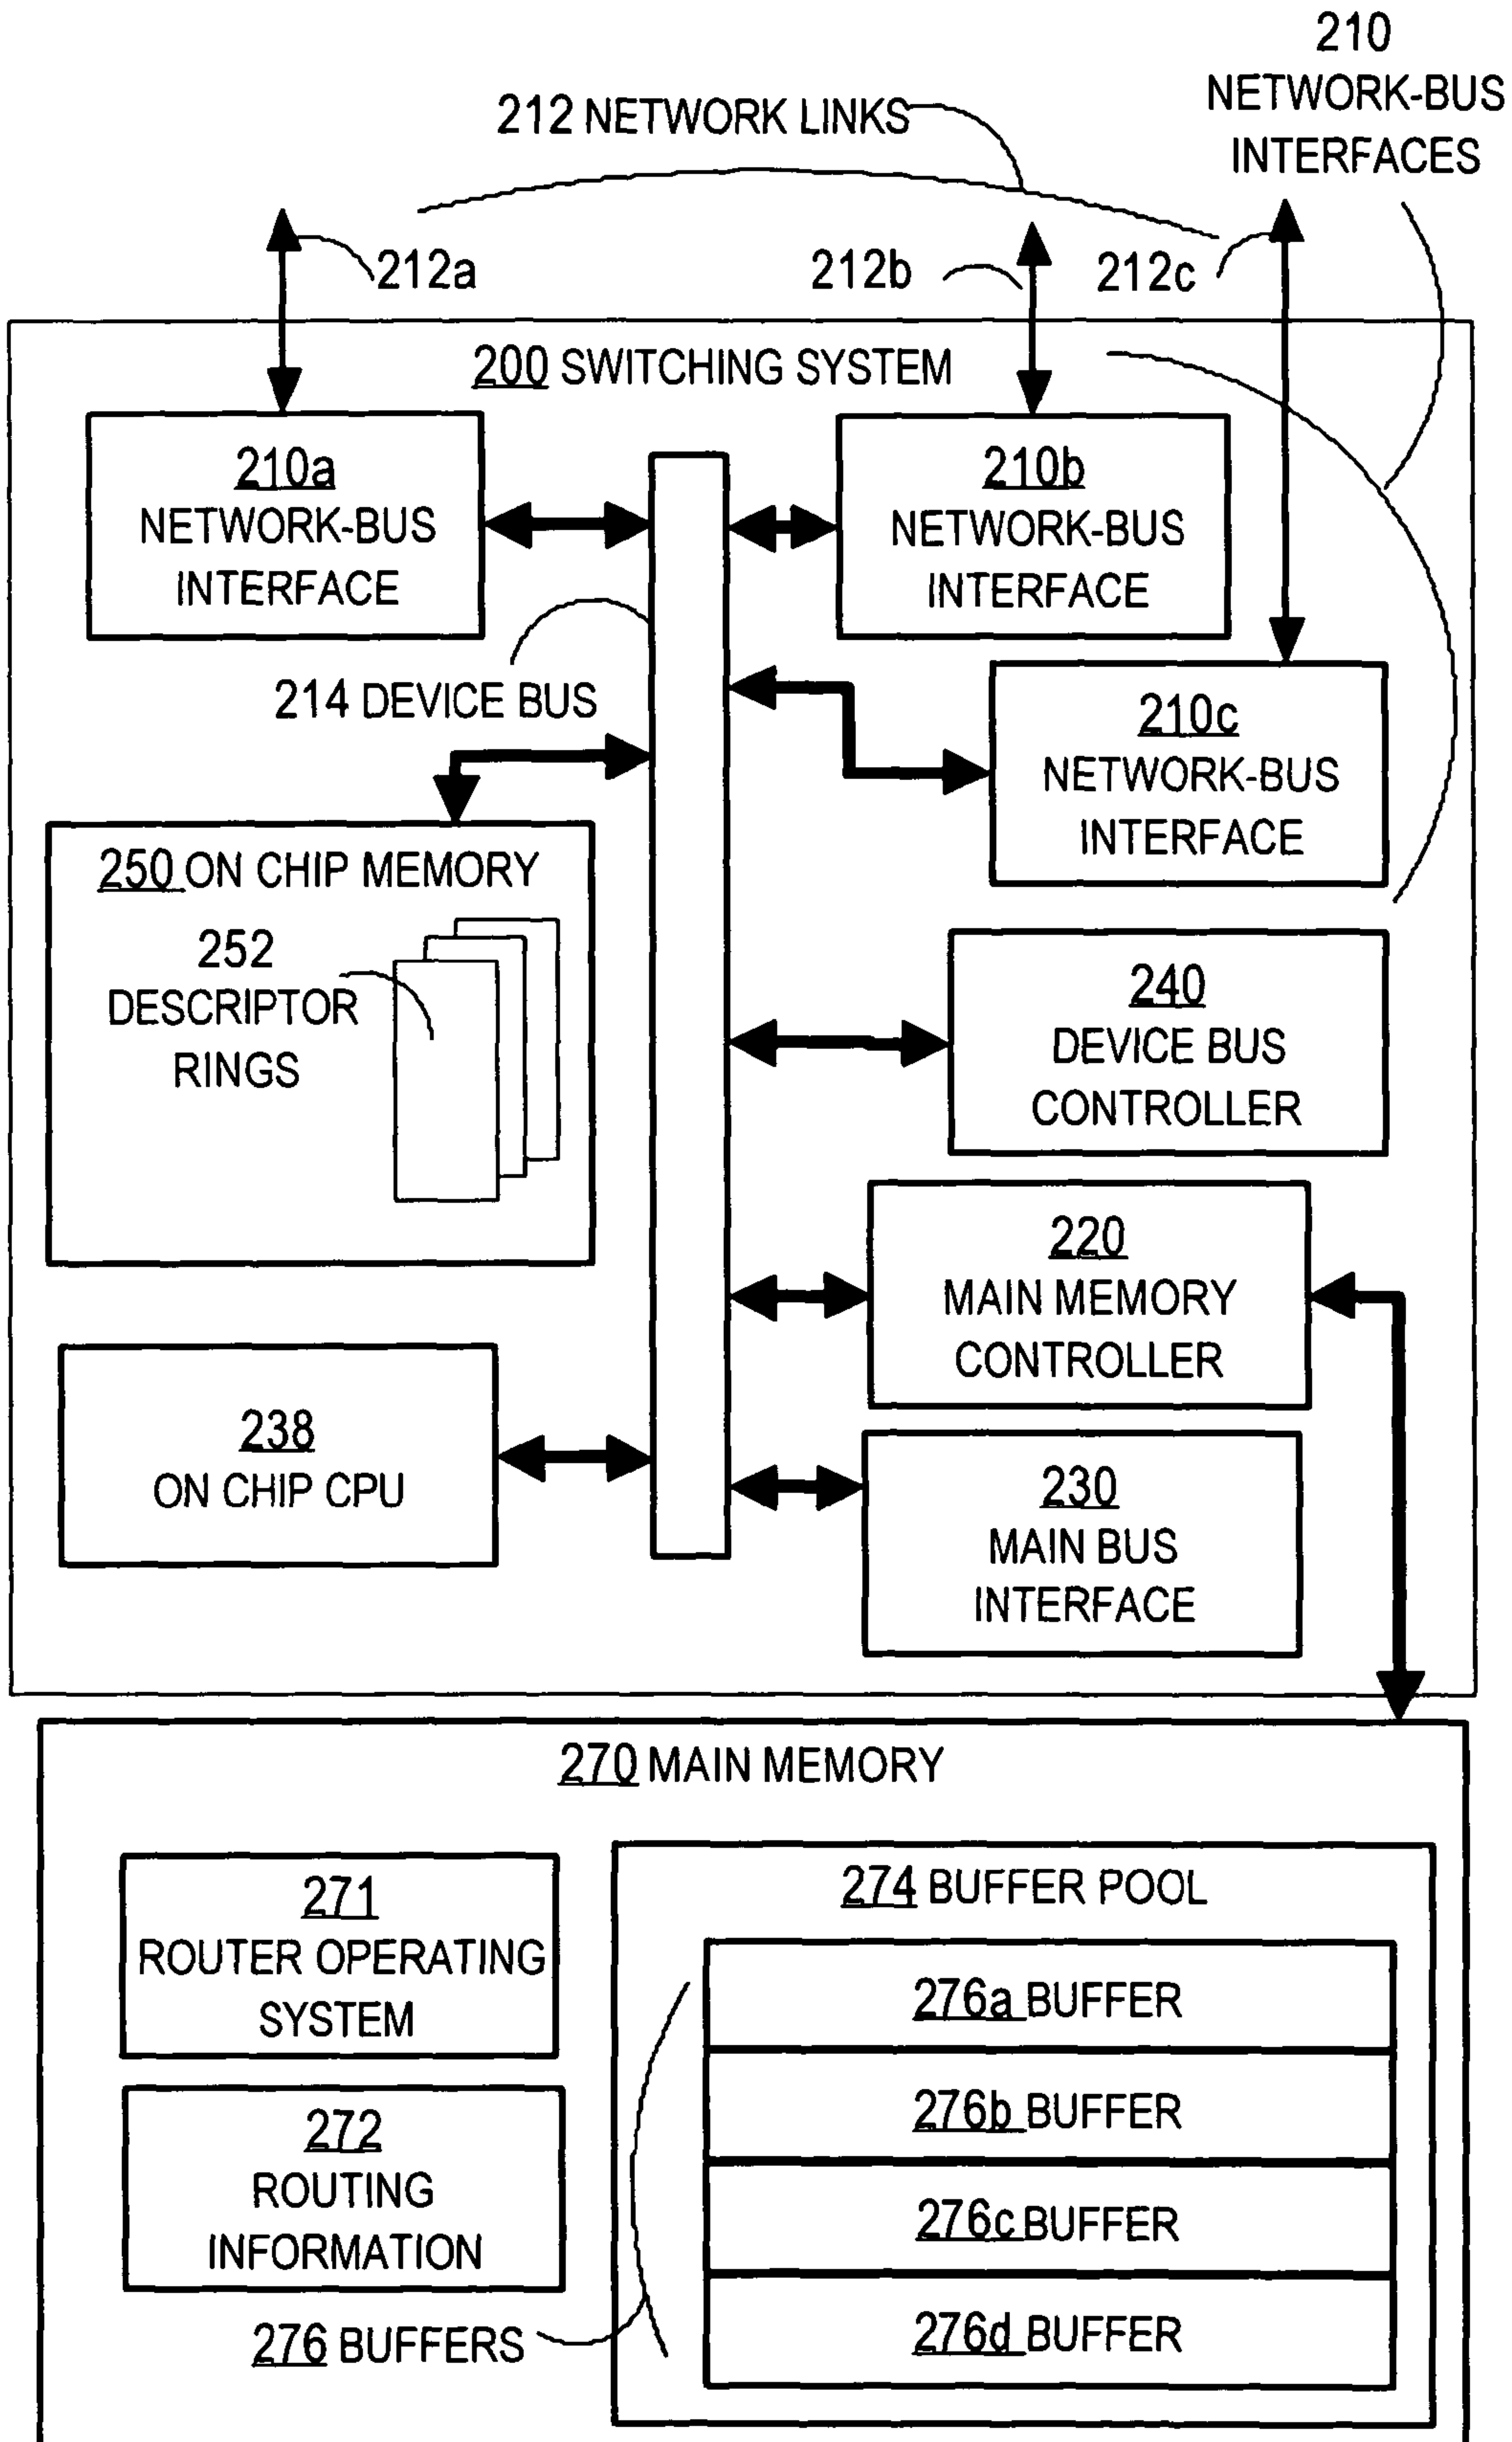 210
NETWORK-BUS
INTERFACES
212 NETWORK LINKS
212a
212b
212c
200 SWITCHING SYSTEM
210a
NETWORK-BUS
INTERFACE
210b
NETWORK-BUS
INTERFACE
214 DEVICE BUS
210c
NETWORK-BUS
INTERFACE
250 ON CHIP MEMORY
252
DESCRIPTOR
RINGS
240
DEVICE BUS
CONTROLLER
220
MAIN MEMORY
CONTROLLER
238
ON CHIP CPU
230
MAIN BUS
INTERFACE
270 MAIN MEMORY
271
ROUTER OPERATING
SYSTEM
272
ROUTING
INFORMATION
274 BUFFER POOL
276a BUFFER
276b BUFFER
276c BUFFER
276d BUFFER
276 BUFFERS